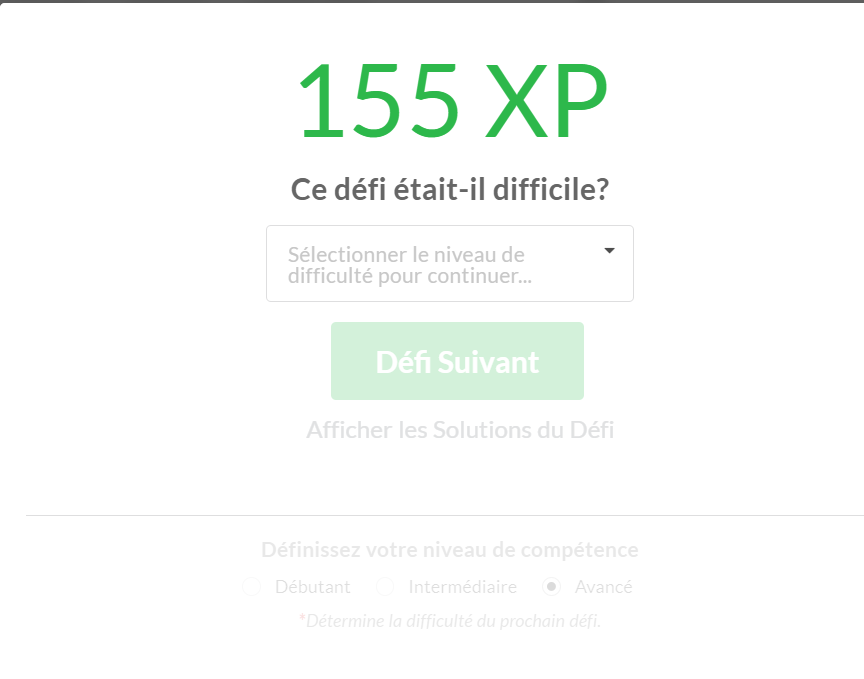 155 XP
Ce défi était-il difficile?
Sélectionner le niveau de
difficulté pour continuer...
Défi Suivant
Afficher les Solutions du Défi
Définissez votre niveau de compétence
Débutant Intermédiaire Avancé
*Détermine la difficulté du prochain défi.